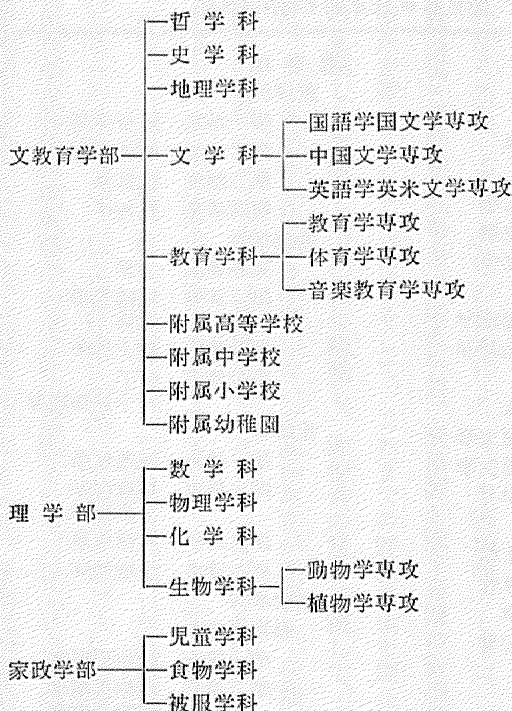 哲学科
史学科
地理学科
国語学国文学専攻
文教育学部 文学科 中国文学専攻
英語学英米文学専攻
教育学専攻
教育学科 体育学専攻
音楽教育学専攻
附属高等学校
附属中学校
附属小学校
附属幼稚園
数学科
理学部 物理学科
化学科
動物学専攻
生物学科
植物学専攻
児童学科
家政学部 食物学科
被服学科